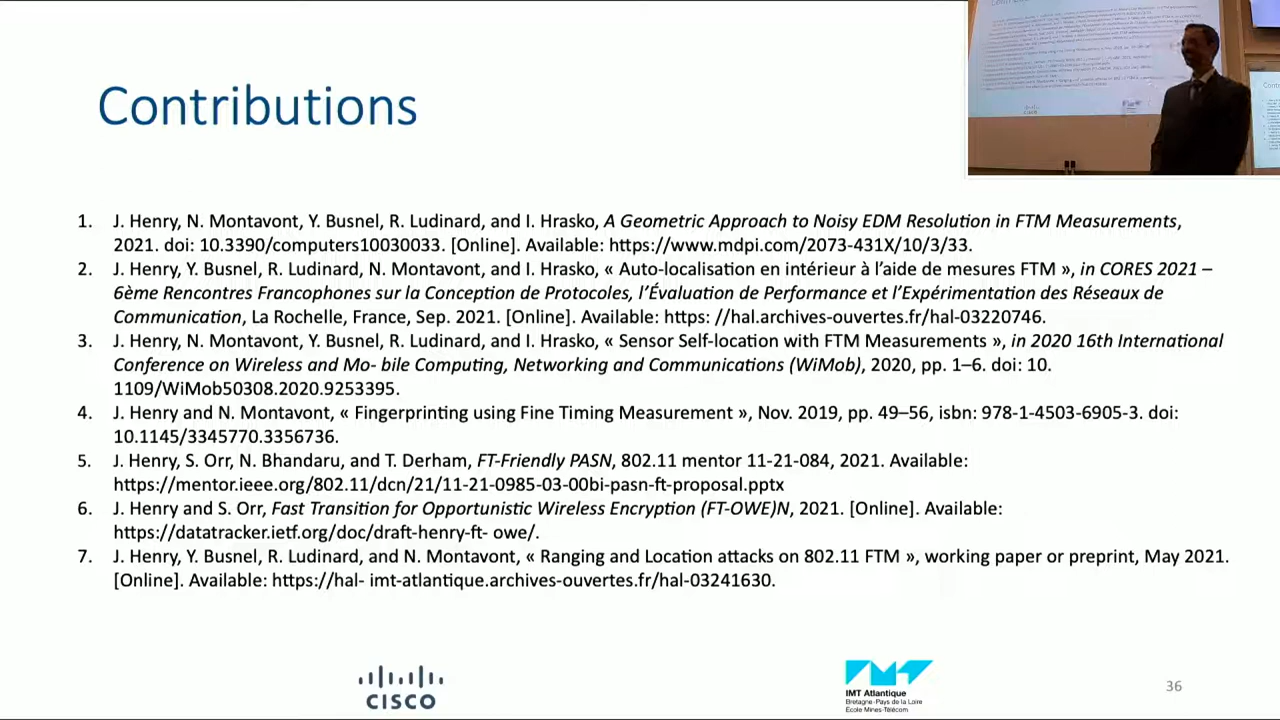 Contributions
1. J. Henry, N. Montavont, Y. Busnel, R. Ludinard, and I. Hrasko, A Geometric Approach to Noisy EDM Resolution in FTM Measurements,
2021. doi: 10.3390/computers10030033. [Online]. Available: https://www.mdpi.com/2073-431X/10/3/33.
2. J. Henry, Y. Busnel, R. Ludinard, N. Montavont, and I. Hrasko, « Auto-localisation en intérieur à l’aide de mesures FTM », in CORES 2021 –
6ème Rencontres Francophones sur la Conception de Protocoles, l’Évaluation de Performance et l’Expérimentation des Réseaux de
Communication, La Rochelle, France, Sep. 2021. [Online]. Available: https: //hal.archives-ouvertes.fr/hal-03220746.
3. J. Henry, N. Montavont, Y. Busnel, R. Ludinard, and I. Hrasko, « Sensor Self-location with FTM Measurements », in 2020 16th International
Conference on Wireless and Mo- bile Computing, Networking and Communications (WiMob), 2020, pp. 1–6. doi: 10.
1109/WiMob50308.2020.9253395.
4. J. Henry and N. Montavont, « Fingerprinting using Fine Timing Measurement », Nov. 2019, pp. 49–56, isbn: 978-1-4503-6905-3. doi:
10.1145/3345770.3356736.
5. J. Henry, S. Orr, N. Bhandaru, and T. Derham, FT-Friendly PASN, 802.11 mentor 11-21-084, 2021. Available:
https://mentor.ieee.org/802.11/dcn/21/11-21-0985-03-00bi-pasn-ft-proposal.pptx
6. J. Henry and S. Orr, Fast Transition for Opportunistic Wireless Encryption (FT-OWE)N, 2021. [Online]. Available:
https://datatracker.ietf.org/doc/draft-henry-ft- owe/.
7. J. Henry, Y. Busnel, R. Ludinard, and N. Montavont, « Ranging and Location attacks on 802.11 FTM », working paper or preprint, May 2021.
[Online]. Available: https://hal- imt-atlantique.archives-ouvertes.fr/hal-03241630.
CISCO
IMT Atlantique
Bretagne-Pays de la Loire
École Mines-Télécom
36